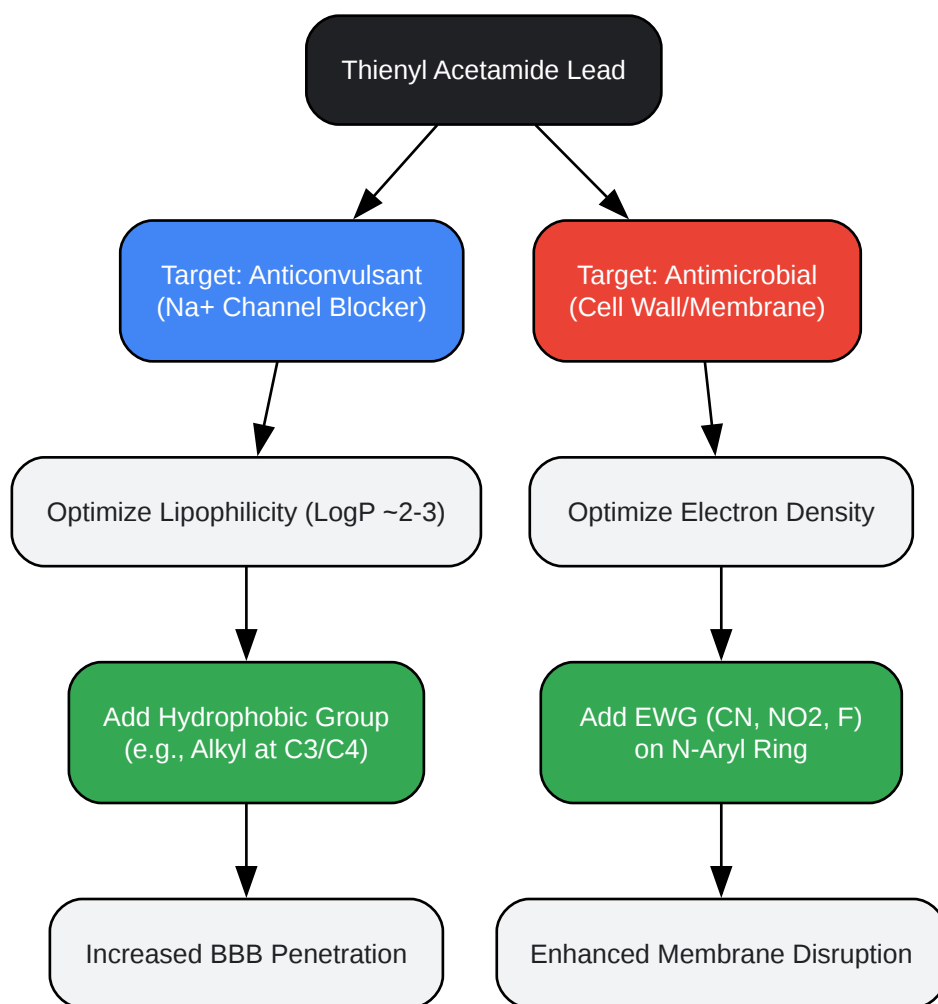 Thienyl Acetamide Lead
Target: Anticonvulsant
(Na+ Channel Blocker)
Target: Antimicrobial
(Cell Wall/Membrane)
Optimize Lipophilicity (LogP ~2-3)
Optimize Electron Density
Add Hydrophobic Group
(e.g., Alkyl at C3/C4)
Add EWG (CN, NO2, F)
on N-Aryl Ring
Increased BBB Penetration
Enhanced Membrane Disruption